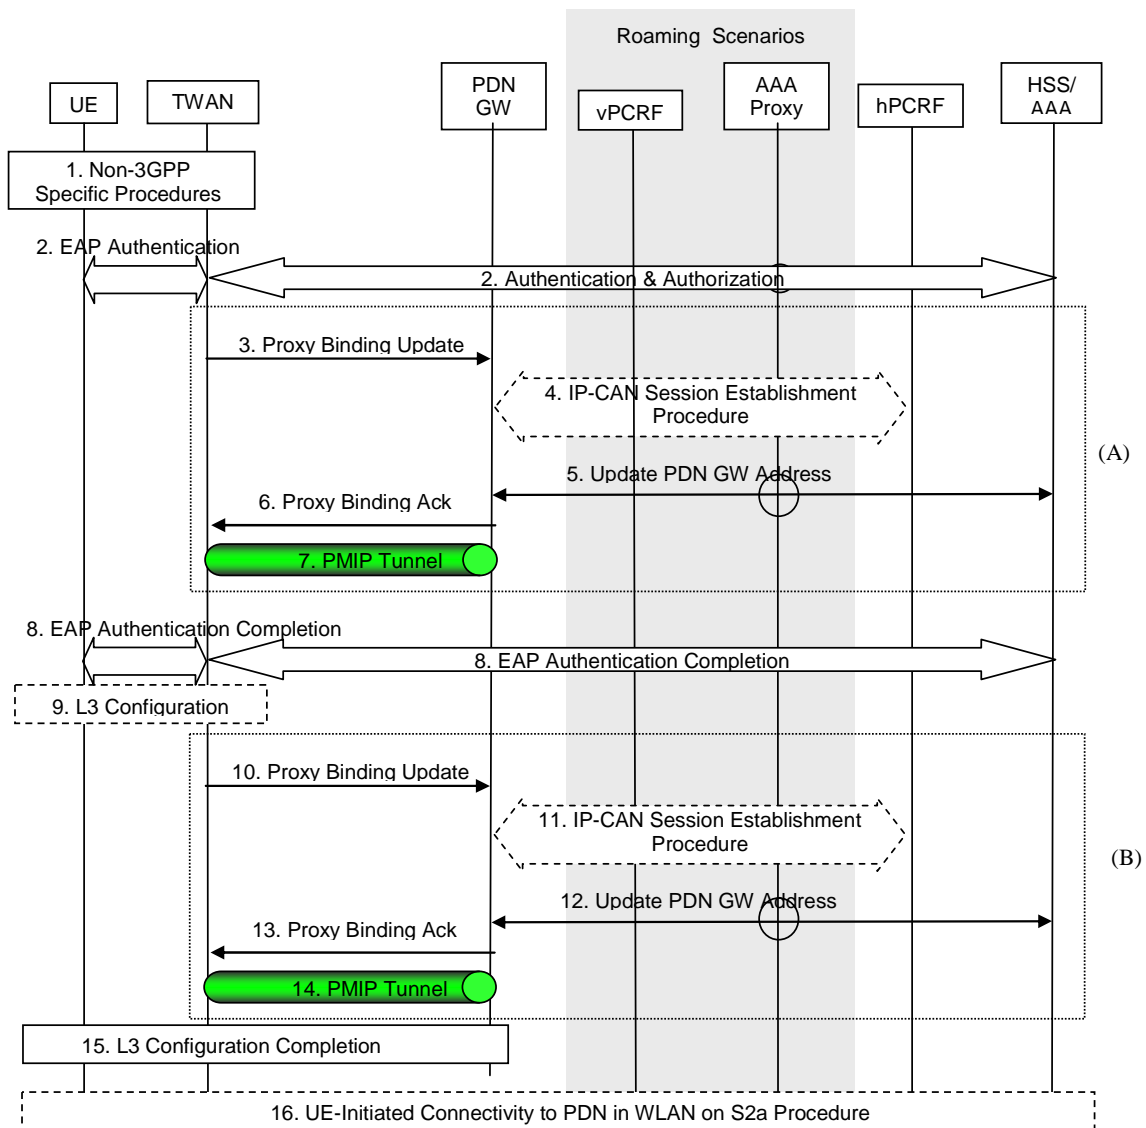 Roaming Scenarios
UE
TWAN
PDN
GW
vPCRF
AAA
Proxy
hPCRF
HSS/
AAA
1. Non-3GPP
Specific Procedures
2. EAP Authentication
2. Authentication & Authorization
3. Proxy Binding Update
4. IP-CAN Session Establishment
Procedure
(A)
5. Update PDN GW Address
6. Proxy Binding Ack
7. PMIP Tunnel
8. EAP Authentication Completion
8. EAP Authentication Completion
9. L3 Configuration
10. Proxy Binding Update
11. IP-CAN Session Establishment
Procedure
(B)
12. Update PDN GW Address
13. Proxy Binding Ack
14. PMIP Tunnel
15. L3 Configuration Completion
16. UE-Initiated Connectivity to PDN in WLAN on S2a Procedure